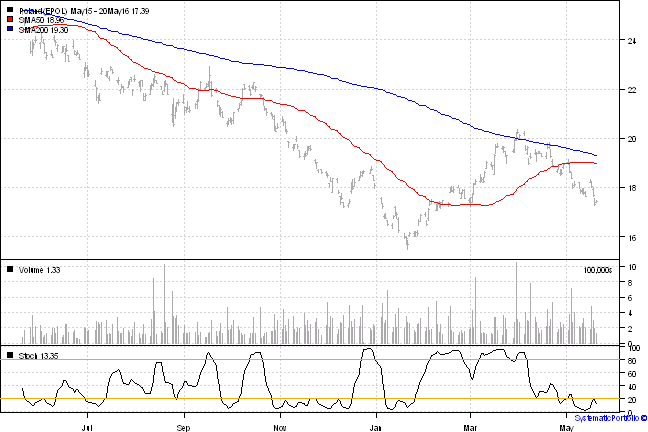 Poland(EPOL) May15 - 20May16 17.39
SMA50 18.96
SMA200 19.30
24
22
20
18
16
Volume 1.33
100,000s
10
8
6
4
2
0
Stoch 13.35
100
80
60
40
20
0
Jul Sep Nov Jan Mar May
SystematicPortfolio ©